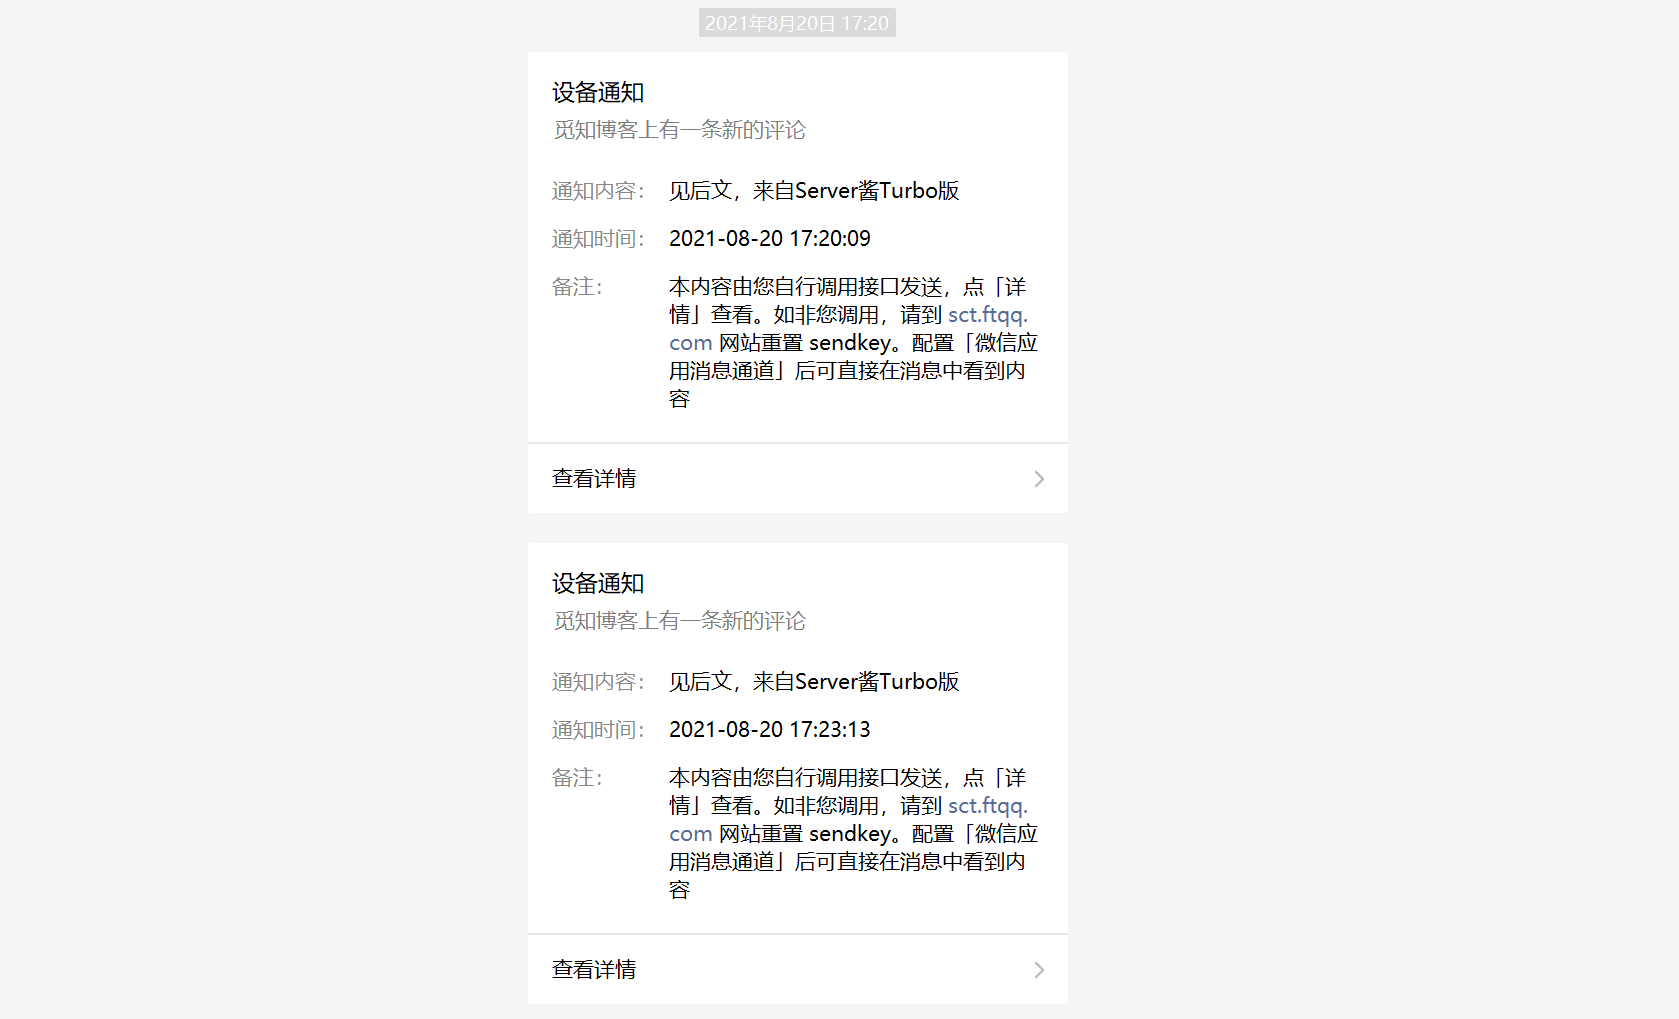 2021年8月20日 17:20
设备通知
觅知博客上有一条新的评论
通知内容： 见后文，来自Server酱Turbo版
通知时间： 2021-08-20 17:20:09
备注： 本内容由您自行调用接口发送，点「详
情」查看。如非您调用，请到 sct.ftqq.
com 网站重置 sendkey。配置「微信应
用消息通道」后可直接在消息中看到内
容
查看详情
设备通知
觅知博客上有一条新的评论
通知内容： 见后文，来自Server酱Turbo版
通知时间： 2021-08-20 17:23:13
备注： 本内容由您自行调用接口发送，点「详
情」查看。如非您调用，请到 sct.ftqq.
com 网站重置 sendkey。配置「微信应
用消息通道」后可直接在消息中看到内
容
查看详情